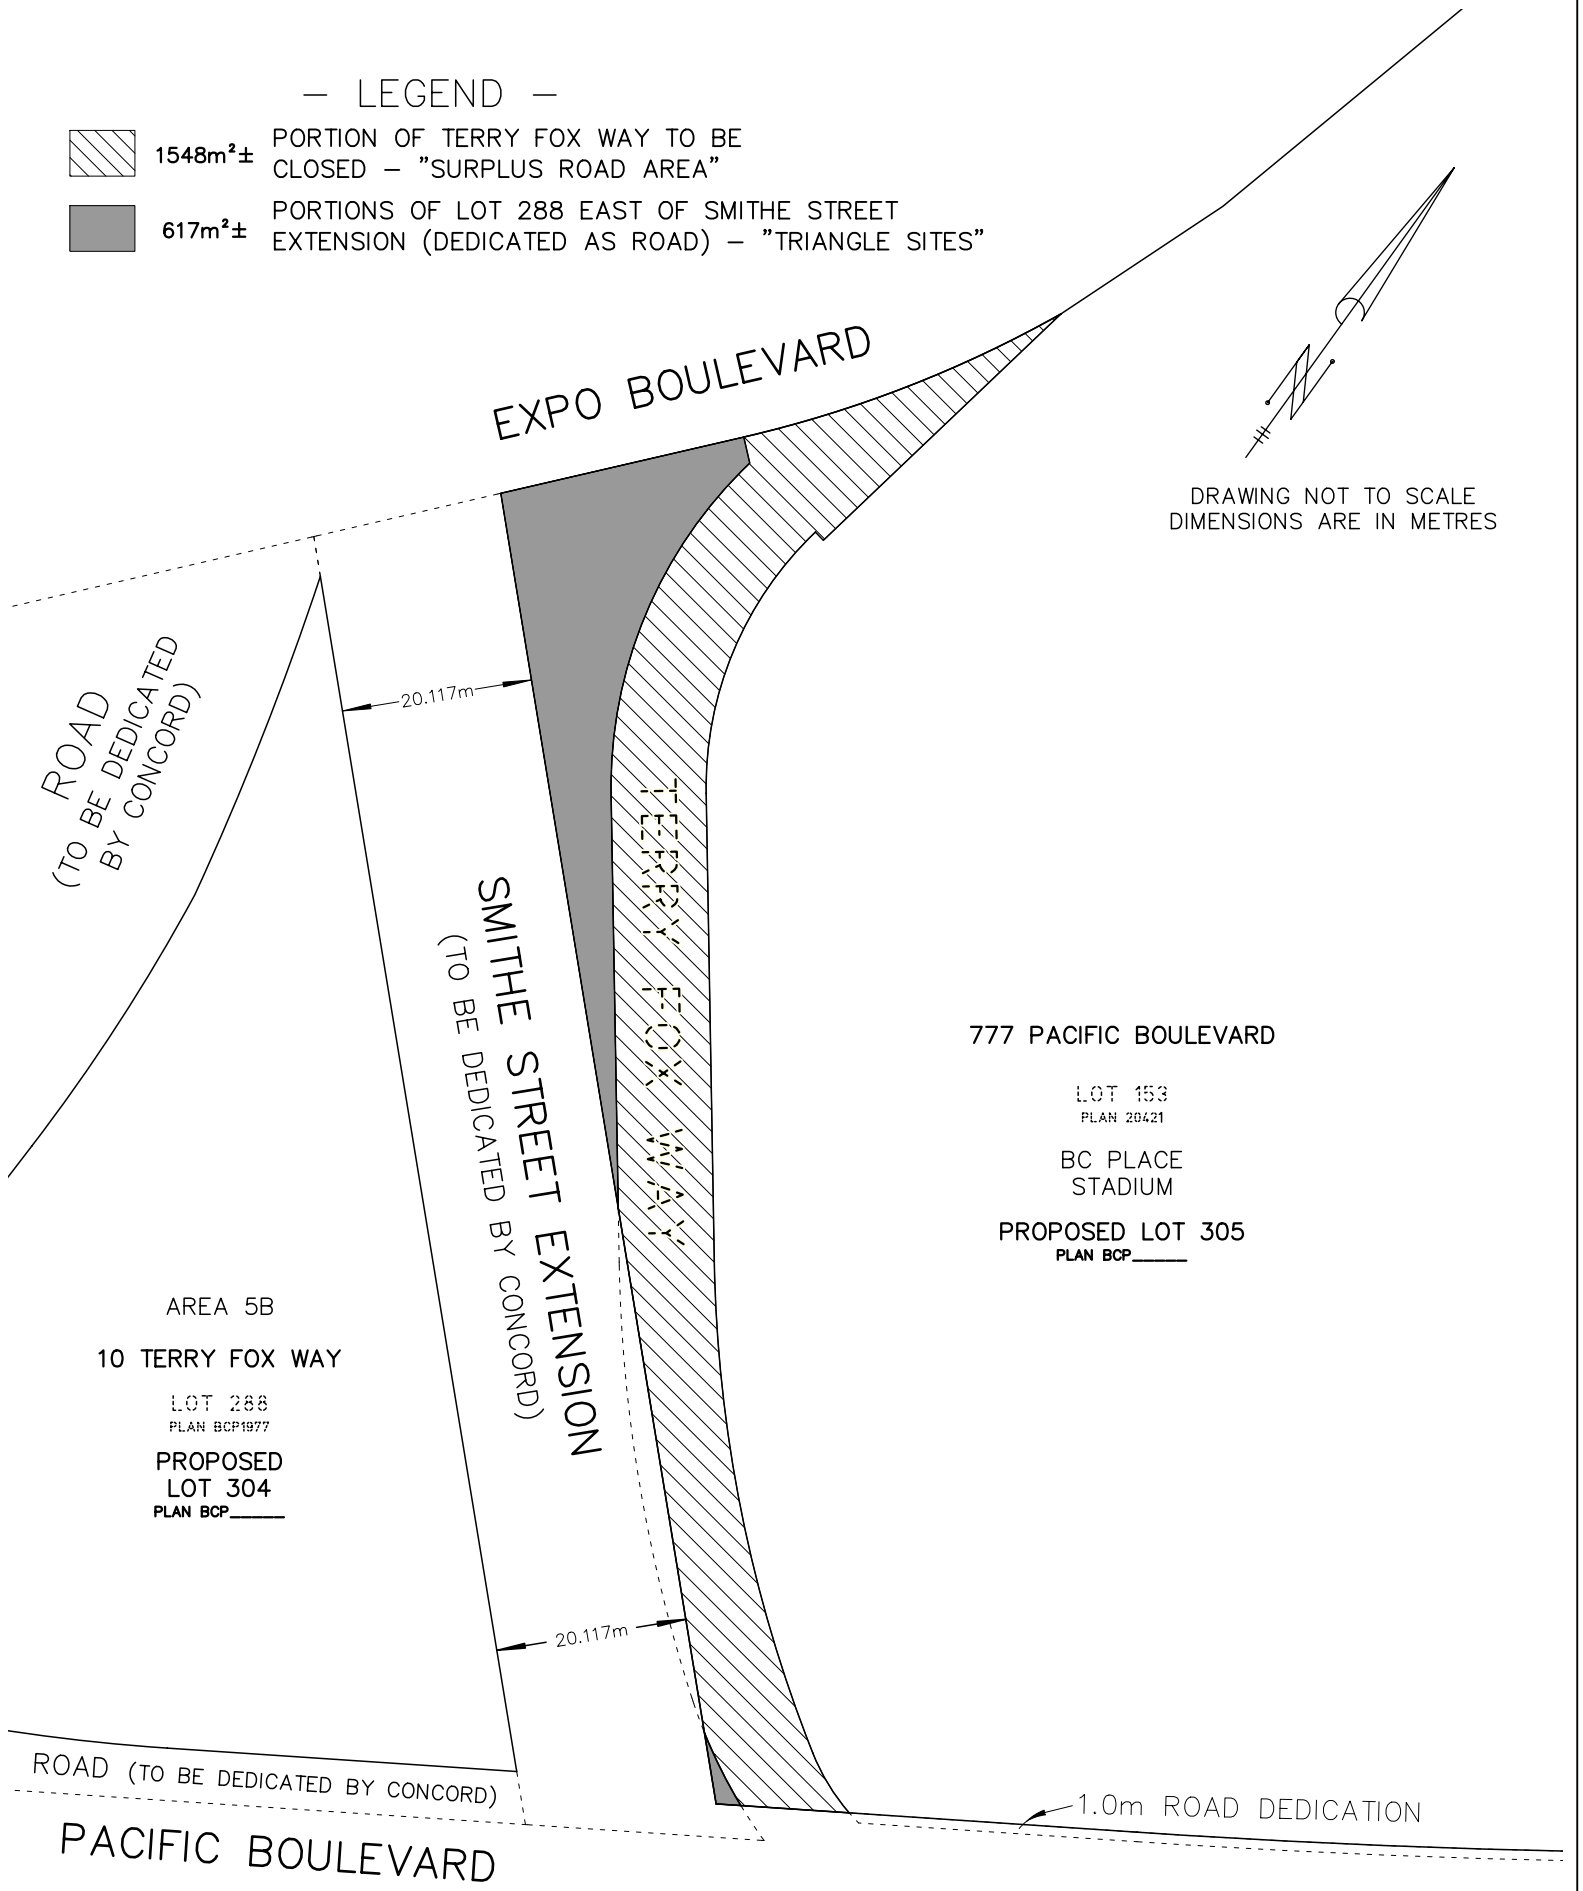 — LEGEND —
1548m²±
PORTION OF TERRY FOX WAY TO BE
CLOSED — "SURPLUS ROAD AREA"
617m²±
PORTIONS OF LOT 288 EAST OF SMITHE STREET
EXTENSION (DEDICATED AS ROAD) — "TRIANGLE SITES"
EXPO BOULEVARD
N
DRAWING NOT TO SCALE
DIMENSIONS ARE IN METRES
ROAD
(TO BE DEDICATED
BY CONCORD)
20.117m
TERRY FOX WAY
SMITHE STREET EXTENSION
(TO BE DEDICATED BY CONCORD)
777 PACIFIC BOULEVARD
LOT 153
PLAN 20421
BC PLACE
STADIUM
PROPOSED LOT 305
PLAN BCP_____
AREA 5B
10 TERRY FOX WAY
LOT 288
PLAN BCP1977
PROPOSED
LOT 304
PLAN BCP_____
20.117m
ROAD (TO BE DEDICATED BY CONCORD)
1.0m ROAD DEDICATION
PACIFIC BOULEVARD